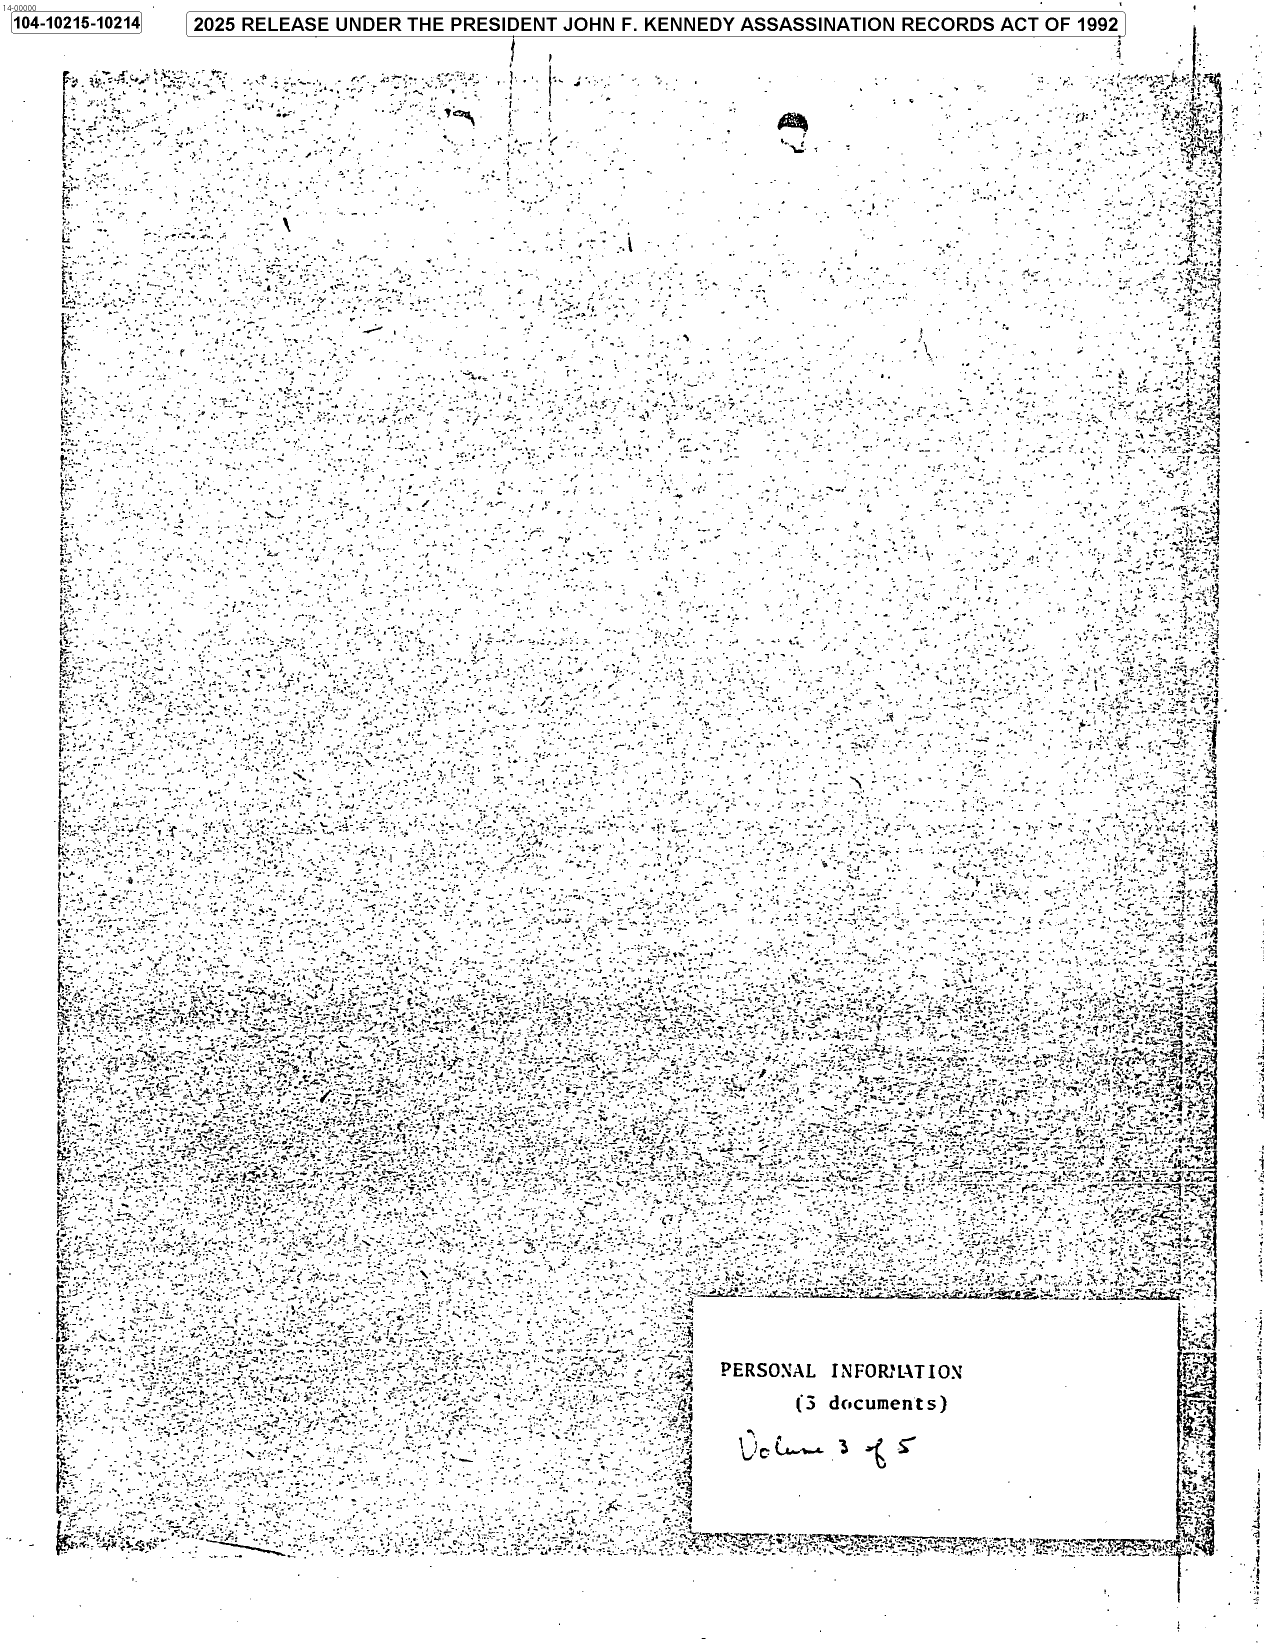 14-00000
104-10215-10214
2025 RELEASE UNDER THE PRESIDENT JOHN F. KENNEDY ASSASSINATION RECORDS ACT OF 1992
PERSONAL INFORMATION
(3 documents)
Volume 3 of 5